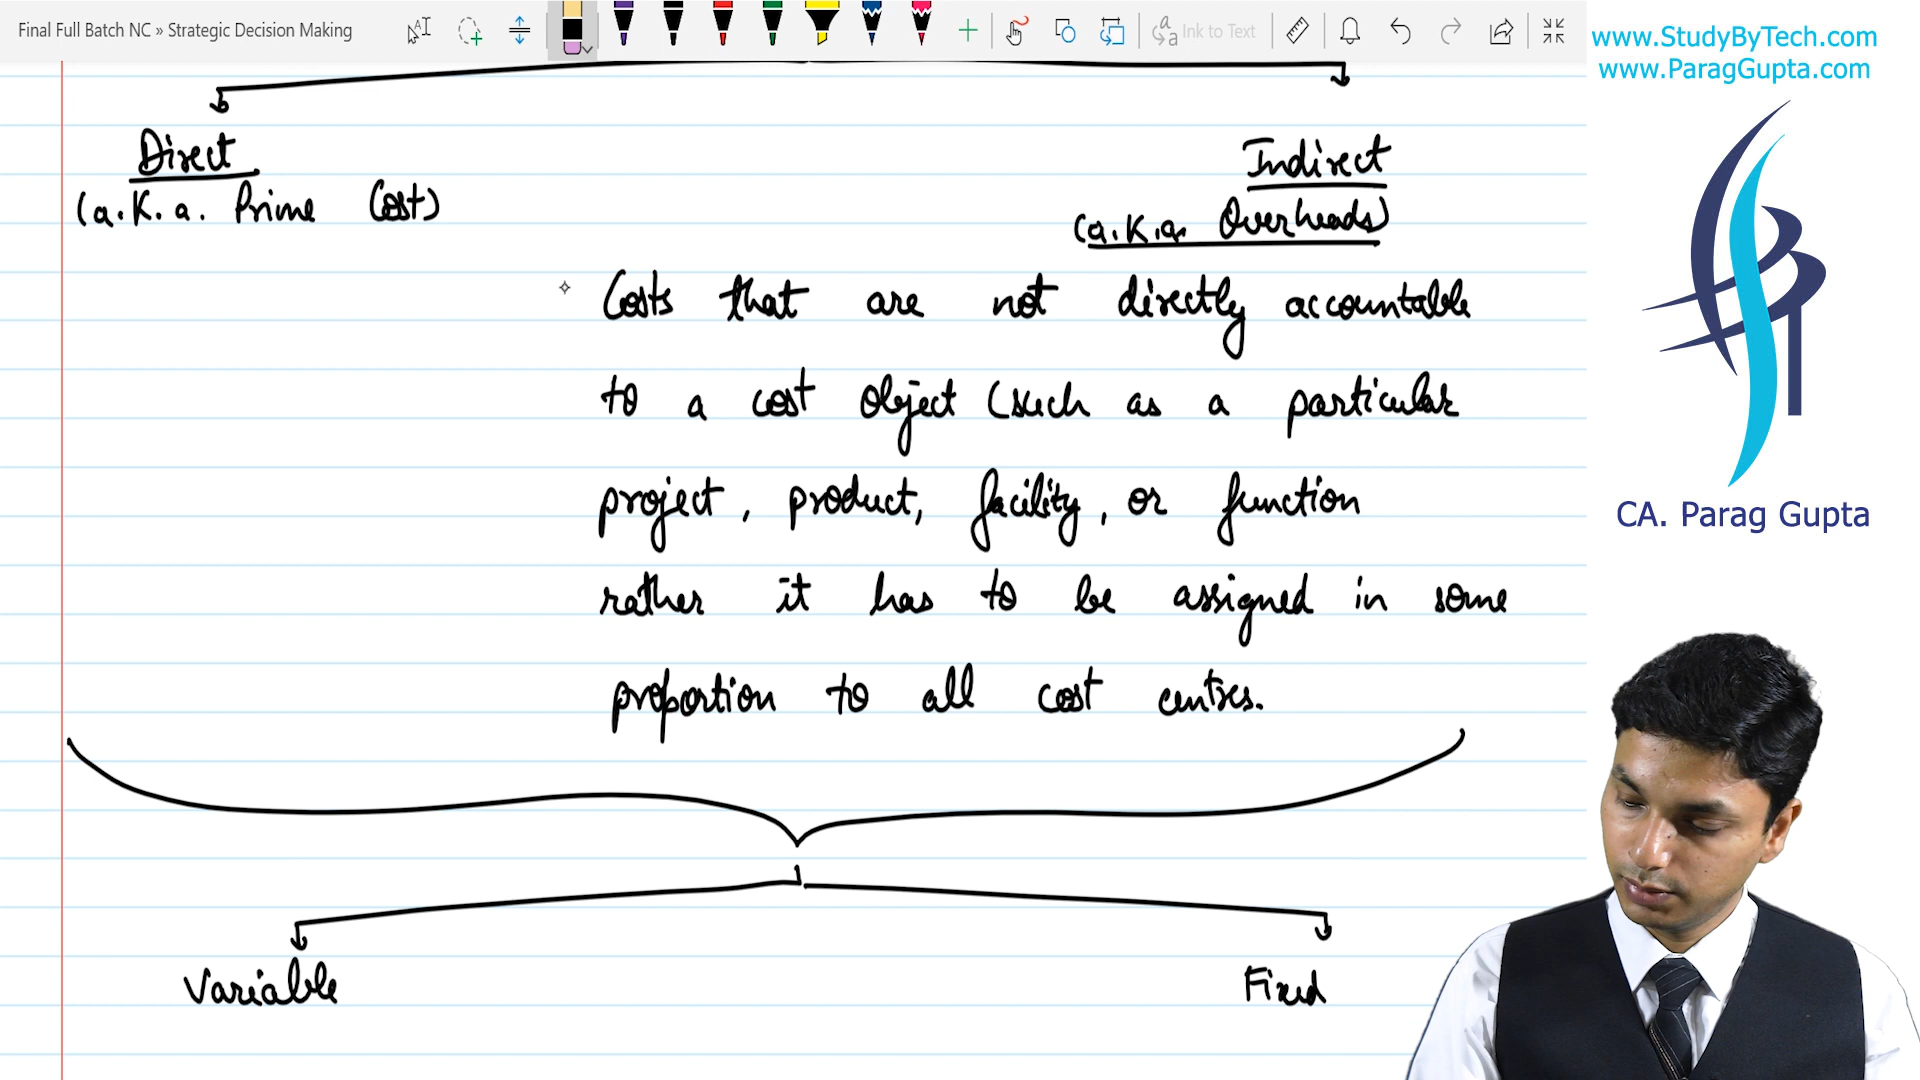 Final Full Batch NC » Strategic Decision Making
Ink to Text
www.StudyByTech.com
www.ParagGupta.com
Direct
(a.K.a. Prime Cost)
Indirect
(a.K.a. Overheads)
Costs that are not directly accountable
to a cost object (such as a particular
project, product, facility, or function
rather it has to be assigned in some
proportion to all cost centres.
CA. Parag Gupta
Variable
Fixed